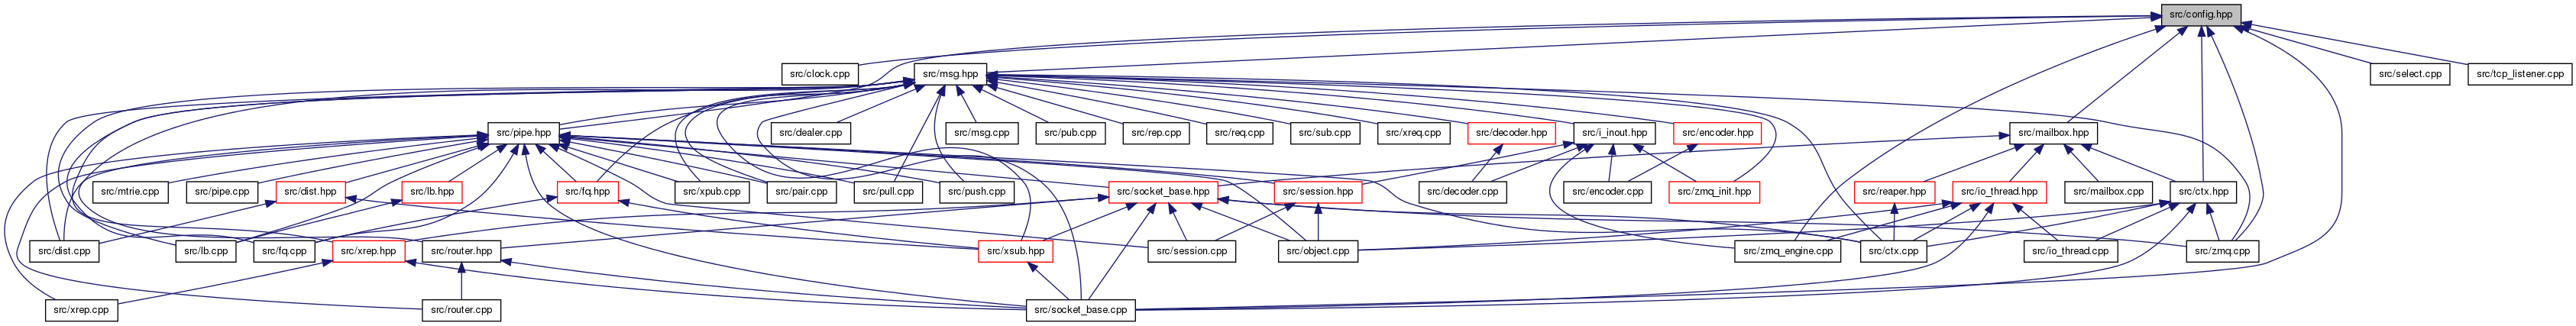 src/config.hpp
src/clock.cpp
src/msg.hpp
src/select.cpp
src/tcp_listener.cpp
src/pipe.hpp
src/dealer.cpp
src/msg.cpp
src/pub.cpp
src/rep.cpp
src/req.cpp
src/sub.cpp
src/xreq.cpp
src/decoder.hpp
src/i_inout.hpp
src/encoder.hpp
src/mailbox.hpp
src/mtrie.cpp
src/pipe.cpp
src/dist.hpp
src/lb.hpp
src/fq.hpp
src/xpub.cpp
src/pair.cpp
src/pull.cpp
src/push.cpp
src/socket_base.hpp
src/session.hpp
src/decoder.cpp
src/encoder.cpp
src/zmq_init.hpp
src/reaper.hpp
src/io_thread.hpp
src/mailbox.cpp
src/ctx.hpp
src/dist.cpp
src/lb.cpp
src/fq.cpp
src/xrep.hpp
src/router.hpp
src/xsub.hpp
src/session.cpp
src/object.cpp
src/zmq_engine.cpp
src/ctx.cpp
src/io_thread.cpp
src/zmq.cpp
src/xrep.cpp
src/router.cpp
src/socket_base.cpp